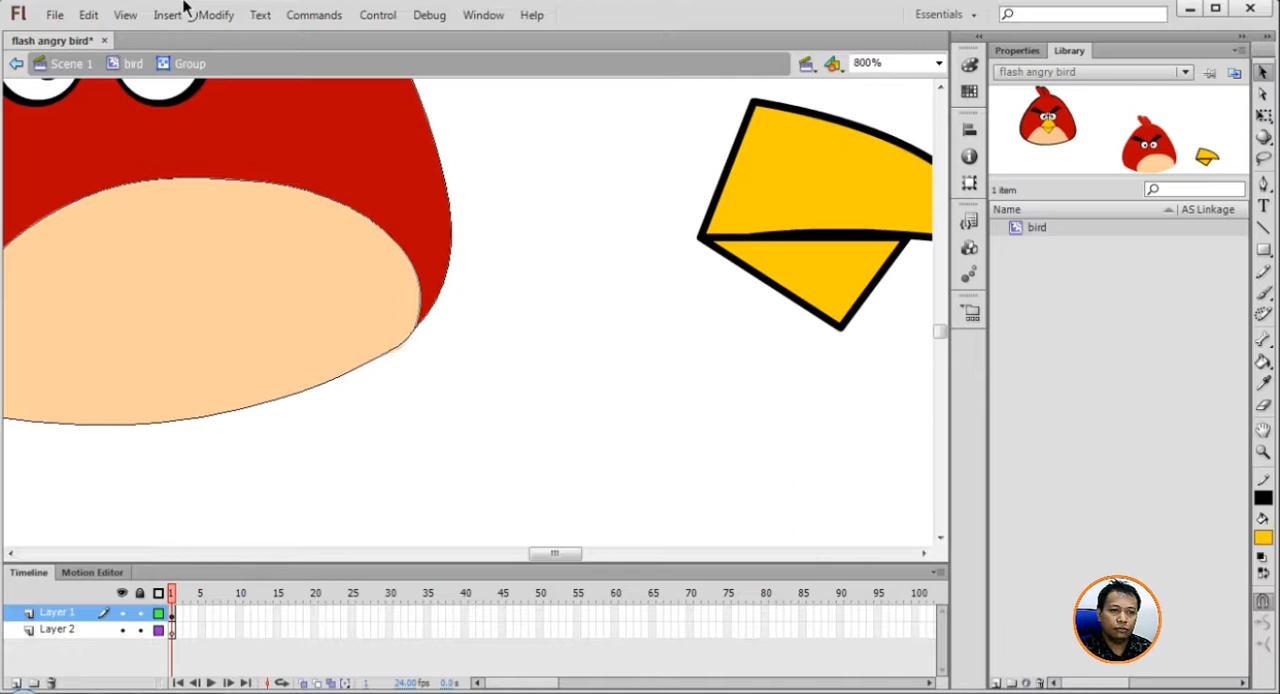 Fl File Edit View Insert Modify Text Commands Control Debug Window Help Essentials
flash angry bird* ×
Scene 1 bird Group 800%
Properties Library
flash angry bird
1 item
Name AS Linkage
bird
Timeline Motion Editor
1 5 10 15 20 25 30 35 40 45 50 55 60 65 70 75 80 85 90 95 100
Layer 1
Layer 2
1 24.00 fps 0.0 s